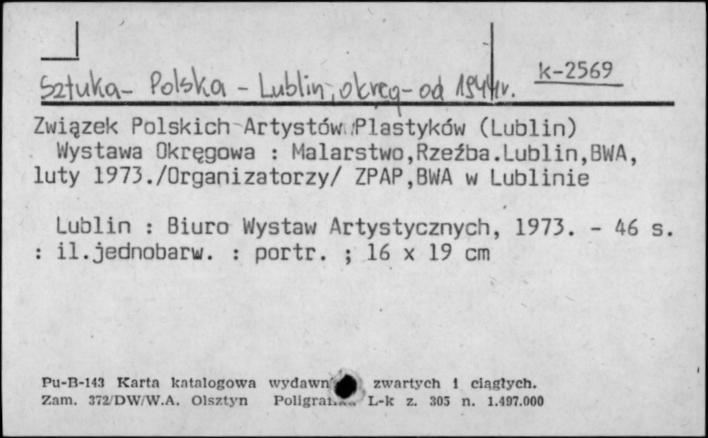 Sztuka - Polska - Lublin, okręg - od 1944 r.
k-2569
Związek Polskich Artystów Plastyków (Lublin)
Wystawa Okręgowa : Malarstwo,Rzeźba.Lublin,BWA,
luty 1973./Organizatorzy/ ZPAP,BWA w Lublinie
Lublin : Biuro Wystaw Artystycznych, 1973. - 46 s.
: il.jednobarw. : portr. ; 16 x 19 cm
Pu-B-143 Karta katalogowa zwartych i ciągłych.
Zam. 372/DW/W.A. Olsztyn L-k z. 305 n. 1.497.000